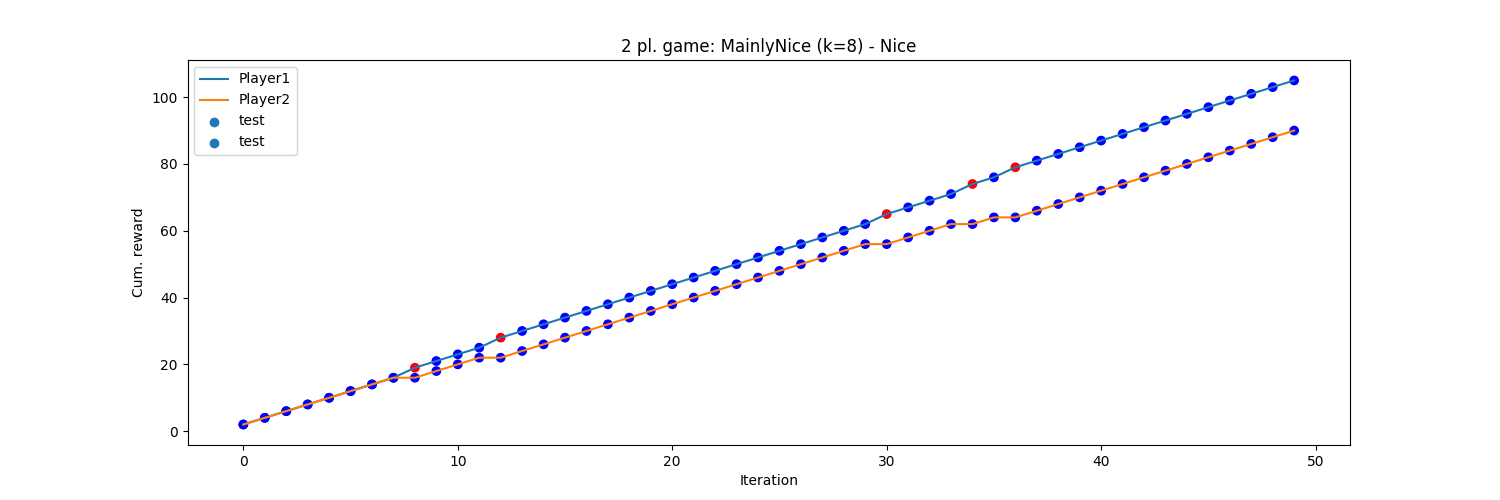 2 pl. game: MainlyNice (k=8) - Nice
Player1
Player2
test
test
Cum. reward
100
80
60
40
20
0
0 10 20 30 40 50
Iteration